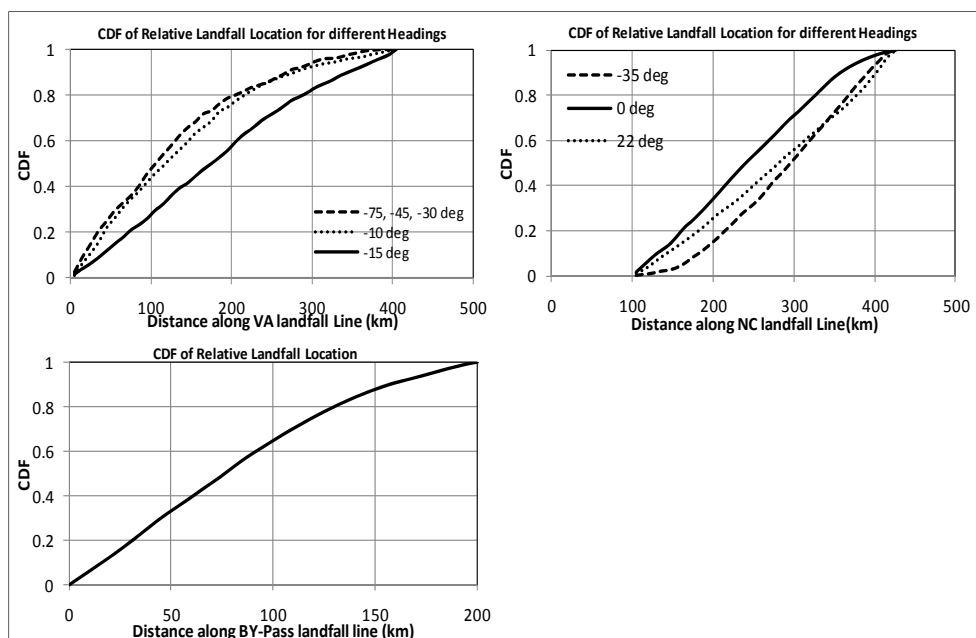 CDF of Relative Landfall Location for different Headings
1
0.8
0.6
0.4
0.2
0
CDF
-75, -45, -30 deg
-10 deg
-15 deg
0 100 200 300 400 500
Distance along VA landfall Line (km)
CDF of Relative Landfall Location for different Headings
1
0.8
0.6
0.4
0.2
0
CDF
-35 deg
0 deg
22 deg
0 100 200 300 400 500
Distance along NC landfall Line(km)
CDF of Relative Landfall Location
1
0.8
0.6
0.4
0.2
0
CDF
0 50 100 150 200
Distance along BY-Pass landfall line (km)